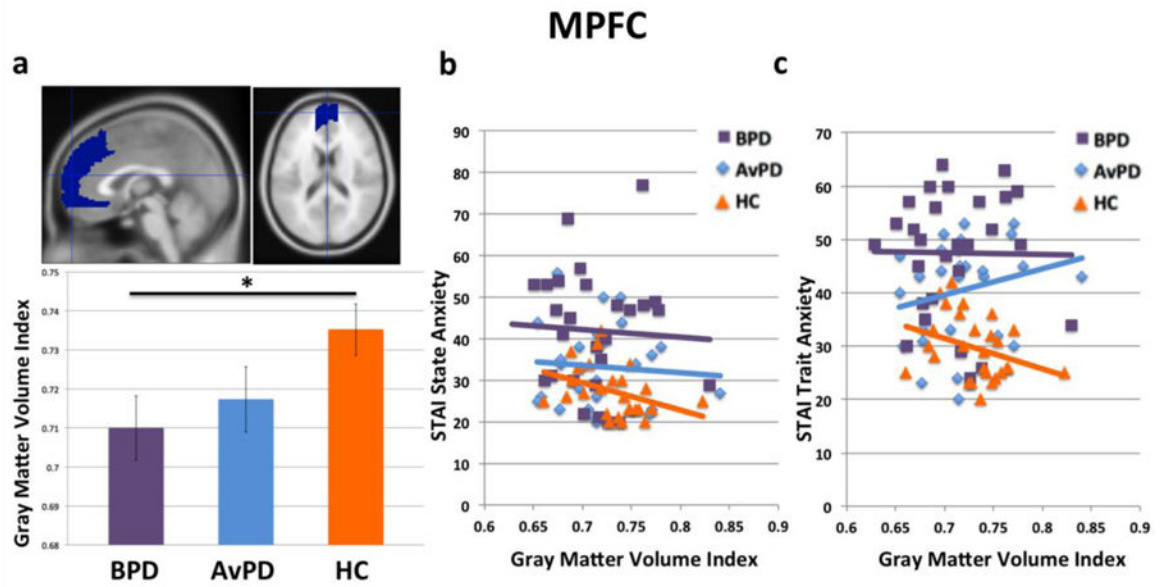 MPFC
a
b
c
*
Gray Matter Volume Index
0.75
0.74
0.73
0.72
0.71
0.7
0.69
0.68
BPD AvPD HC
STAI State Anxiety
90
80
70
60
50
40
30
20
10
0
0.6 0.65 0.7 0.75 0.8 0.85 0.9
Gray Matter Volume Index
BPD
AvPD
HC
STAI Trait Anxiety
70
60
50
40
30
20
10
0
0.6 0.65 0.7 0.75 0.8 0.85 0.9
Gray Matter Volume Index
BPD
AvPD
HC